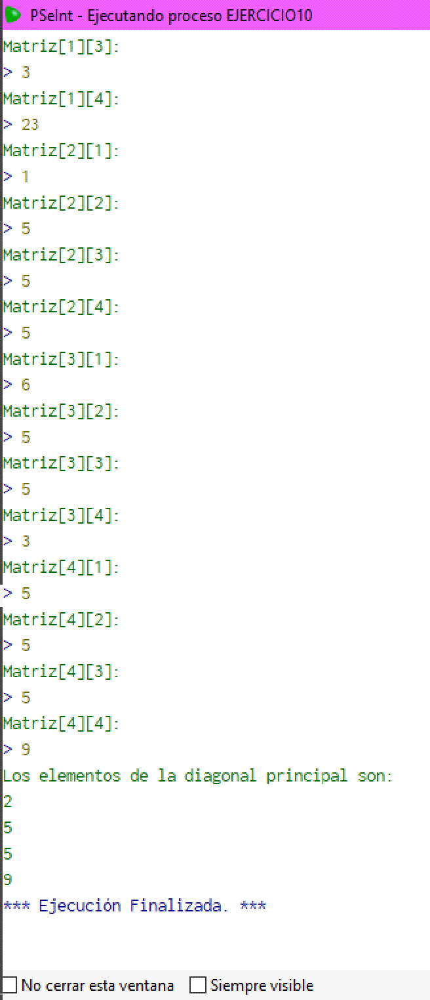 PSeInt - Ejecutando proceso EJERCICIO10
Matriz[1][3]:
> 3
Matriz[1][4]:
> 23
Matriz[2][1]:
> 1
Matriz[2][2]:
> 5
Matriz[2][3]:
> 5
Matriz[2][4]:
> 5
Matriz[3][1]:
> 6
Matriz[3][2]:
> 5
Matriz[3][3]:
> 5
Matriz[3][4]:
> 3
Matriz[4][1]:
> 5
Matriz[4][2]:
> 5
Matriz[4][3]:
> 5
Matriz[4][4]:
> 9
Los elementos de la diagonal principal son:
2
5
5
9
*** Ejecución Finalizada. ***
No cerrar esta ventana Siempre visible